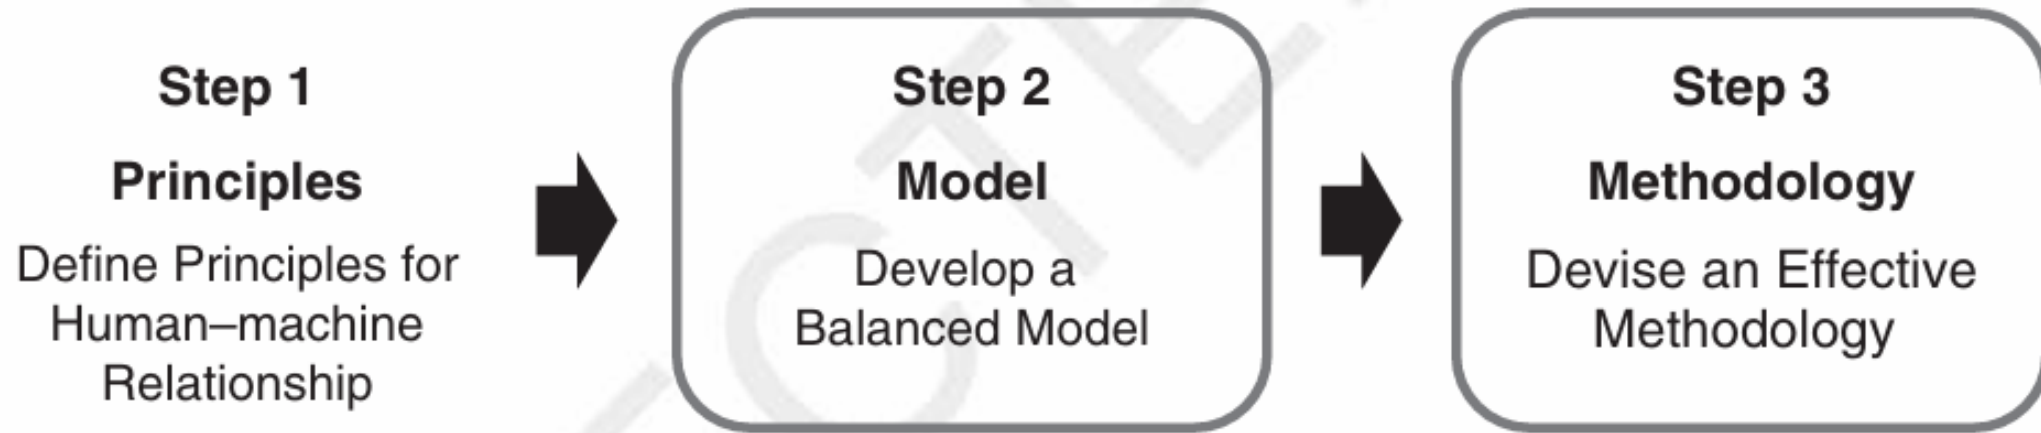 Step 1
Principles
Define Principles for
Human–machine
Relationship
Step 2
Model
Develop a
Balanced Model
Step 3
Methodology
Devise an Effective
Methodology